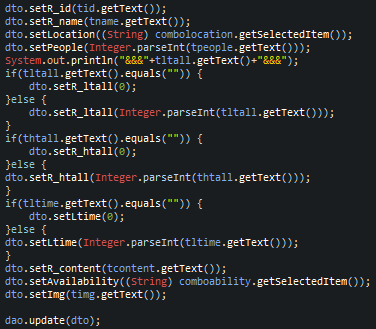 dto.setR_id(tid.getText());
dto.setR_name(tname.getText());
dto.setLocation((String) combolocation.getSelectedItem());
dto.setPeople(Integer.parseInt(tpeople.getText()));
System.out.println("&&&"+tltall.getText()+"&&&");
if(tltall.getText().equals("")) {
    dto.setR_ltall(0);
}else {
    dto.setR_ltall(Integer.parseInt(tltall.getText()));
}
if(thtall.getText().equals("")) {
    dto.setR_htall(0);
}else {
dto.setR_htall(Integer.parseInt(thtall.getText()));
}
if(tltime.getText().equals("")) {
    dto.setLtime(0);
}else {
dto.setLtime(Integer.parseInt(tltime.getText()));
}
dto.setR_content(tcontent.getText());
dto.setAvailability((String) comboability.getSelectedItem());
dto.setImg(timg.getText());
dao.update(dto);